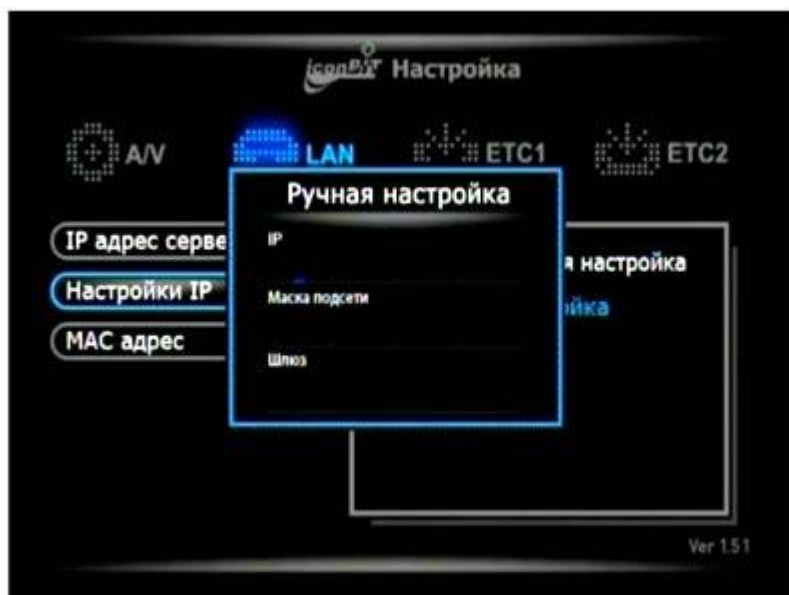 iconBiT Настройка
A/V LAN ETC1 ETC2
Ручная настройка
IP адрес серве
IP
я настройка
Настройки IP
Маска подсети
йка
MAC адрес
Шлюз
Ver 1.51